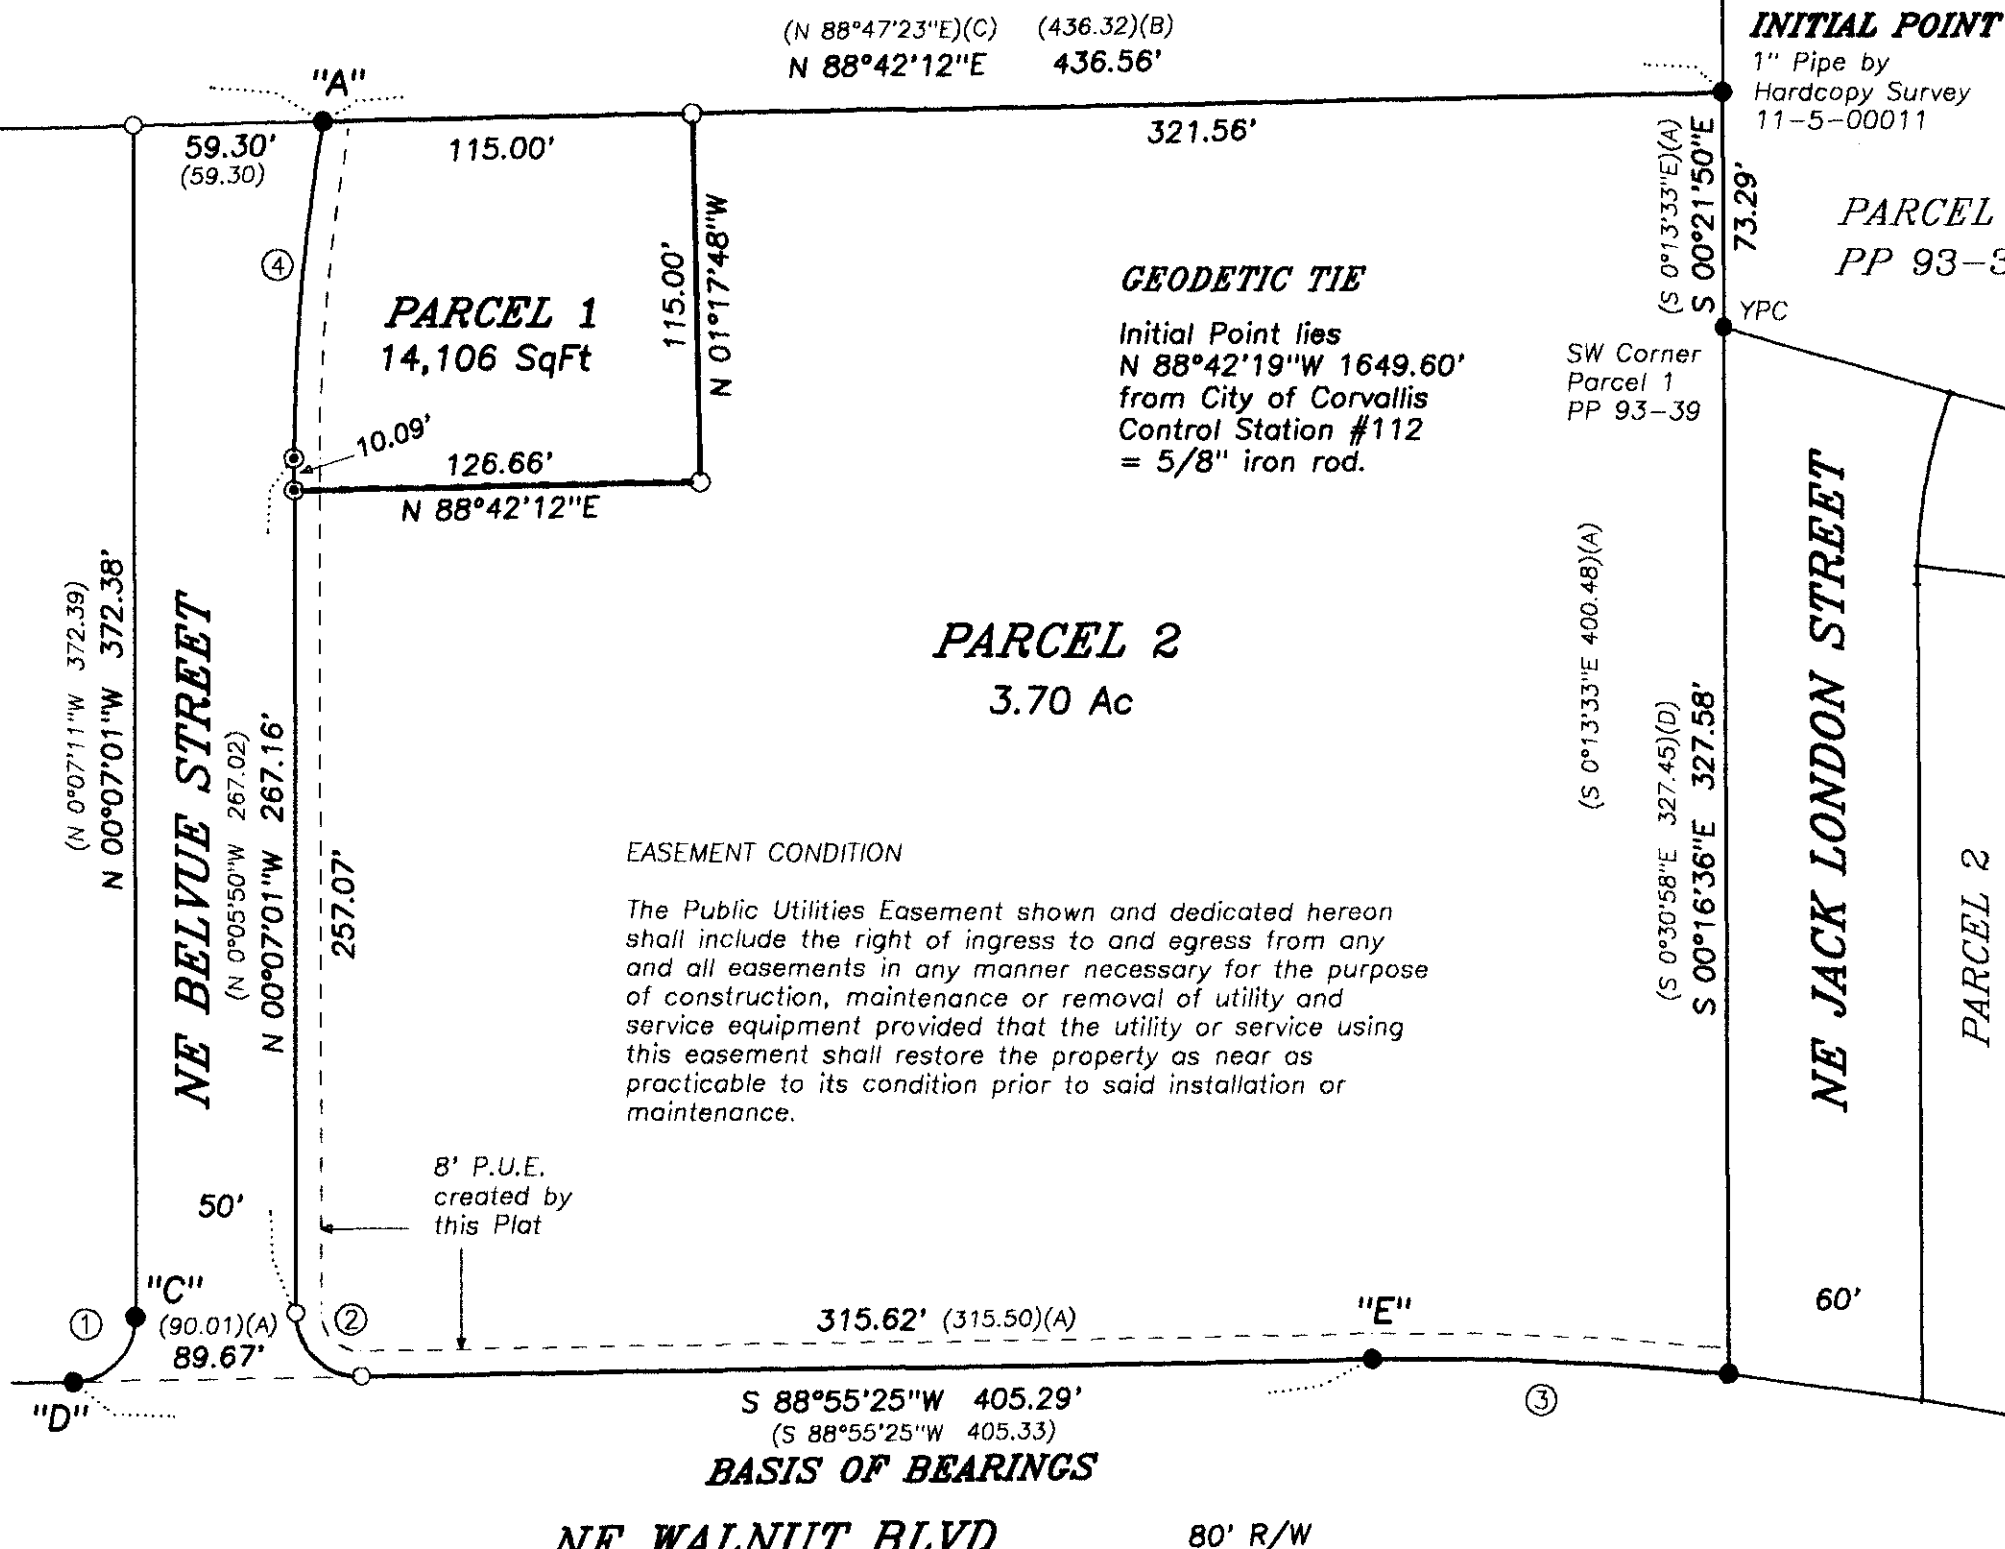 (N 88°47'23"E)(C) (436.32)(B)
N 88°42'12"E 436.56'
INITIAL POINT
1" Pipe by
Hardcopy Survey
11-5-00011
"A"
59.30'
(59.30)
115.00'
321.56'
(S 0°13'33"E)(A)
S 00°21'50"E
73.29'
PARCEL
PP 93-3
4
PARCEL 1
14,106 SqFt
115.00'
N 01°17'48"W
GEODETIC TIE
Initial Point lies
N 88°42'19"W 1649.60'
from City of Corvallis
Control Station #112
= 5/8" iron rod.
YPC
SW Corner
Parcel 1
PP 93-39
10.09'
126.66'
N 88°42'12"E
(N 0°07'11"W 372.39)
N 00°07'01"W 372.38'
NE BELVUE STREET
(N 0°05'50"W 267.02)
N 00°07'01"W 267.16'
257.07'
PARCEL 2
3.70 Ac
(S 0°13'33"E 400.48)(A)
(S 0°30'58"E 327.45)(D)
S 00°16'36"E 327.58'
NE JACK LONDON STREET
PARCEL 2
EASEMENT CONDITION
The Public Utilities Easement shown and dedicated hereon
shall include the right of ingress to and egress from any
and all easements in any manner necessary for the purpose
of construction, maintenance or removal of utility and
service equipment provided that the utility or service using
this easement shall restore the property as near as
practicable to its condition prior to said installation or
maintenance.
8' P.U.E.
created by
this Plat
50'
60'
"C"
1
(90.01)(A)
89.67'
2
315.62' (315.50)(A)
"E"
"D"
3
S 88°55'25"W 405.29'
(S 88°55'25"W 405.33)
BASIS OF BEARINGS
NE WALNUT BLVD
80' R/W